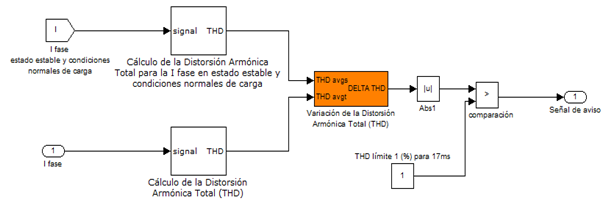 I
I fase
estado estable y condiciones
normales de carga
signal THD
Cálculo de la Distorsión Armónica
Total para la I fase en estado estable y
condiciones normales de carga
1
I fase
signal THD
Cálculo de la Distorsión
Armónica Total (THD)
THD avgs
DELTA THD
THD avgt
Variación de la Distorsión
Armónica Total (THD)
|u|
Abs1
>
comparación
1
Señal de aviso
THD límite 1 (%) para 17ms
1